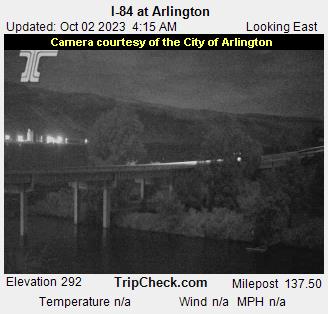 I-84 at Arlington
Updated: Oct 02 2023 4:15 AM Looking East
Camera courtesy of the City of Arlington
Elevation 292 TripCheck.com Milepost 137.50
Temperature n/a Wind n/a MPH n/a